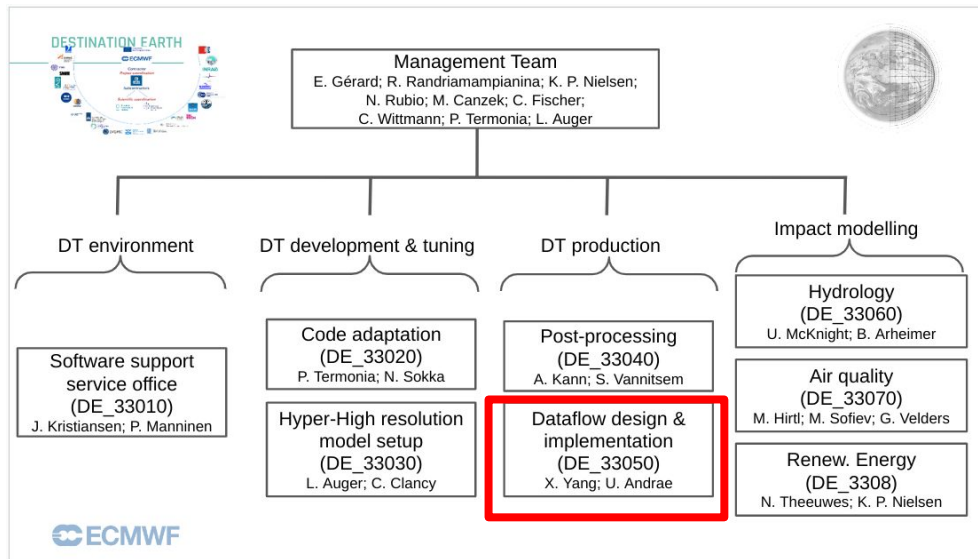 DESTINATION EARTH
ECMWF
Management Team
E. Gérard; R. Randriamampianina; K. P. Nielsen;
N. Rubio; M. Canzek; C. Fischer;
C. Wittmann; P. Termonia; L. Auger
DT environment
DT development & tuning
DT production
Impact modelling
Software support
service office
(DE_33010)
J. Kristiansen; P. Manninen
Code adaptation
(DE_33020)
P. Termonia; N. Sokka
Hyper-High resolution
model setup
(DE_33030)
L. Auger; C. Clancy
Post-processing
(DE_33040)
A. Kann; S. Vannitsem
Dataflow design &
implementation
(DE_33050)
X. Yang; U. Andrae
Hydrology
(DE_33060)
U. McKnight; B. Arheimer
Air quality
(DE_33070)
M. Hirtl; M. Sofiev; G. Velders
Renew. Energy
(DE_3308)
N. Theeuwes; K. P. Nielsen
ECMWF